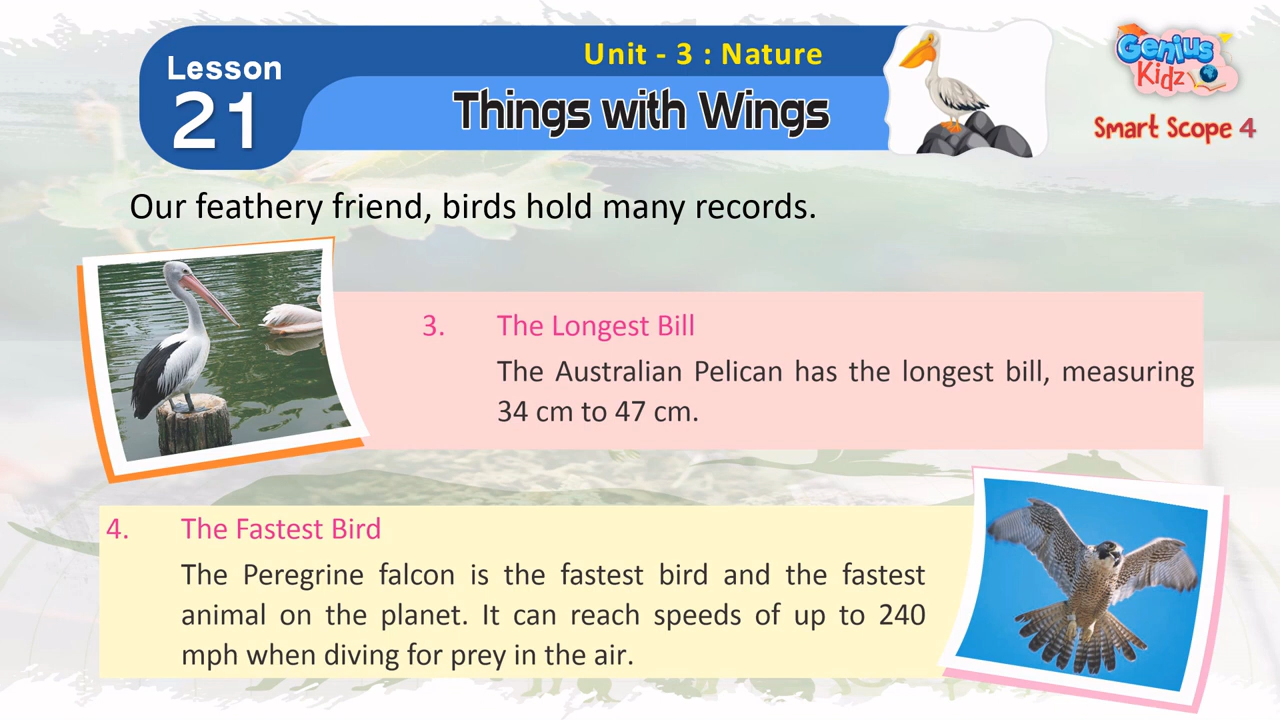 Lesson
21
Unit - 3 : Nature
Things with Wings
Genius
Kidz
Smart Scope 4
Our feathery friend, birds hold many records.
3. The Longest Bill
The Australian Pelican has the longest bill, measuring
34 cm to 47 cm.
4. The Fastest Bird
The Peregrine falcon is the fastest bird and the fastest
animal on the planet. It can reach speeds of up to 240
mph when diving for prey in the air.